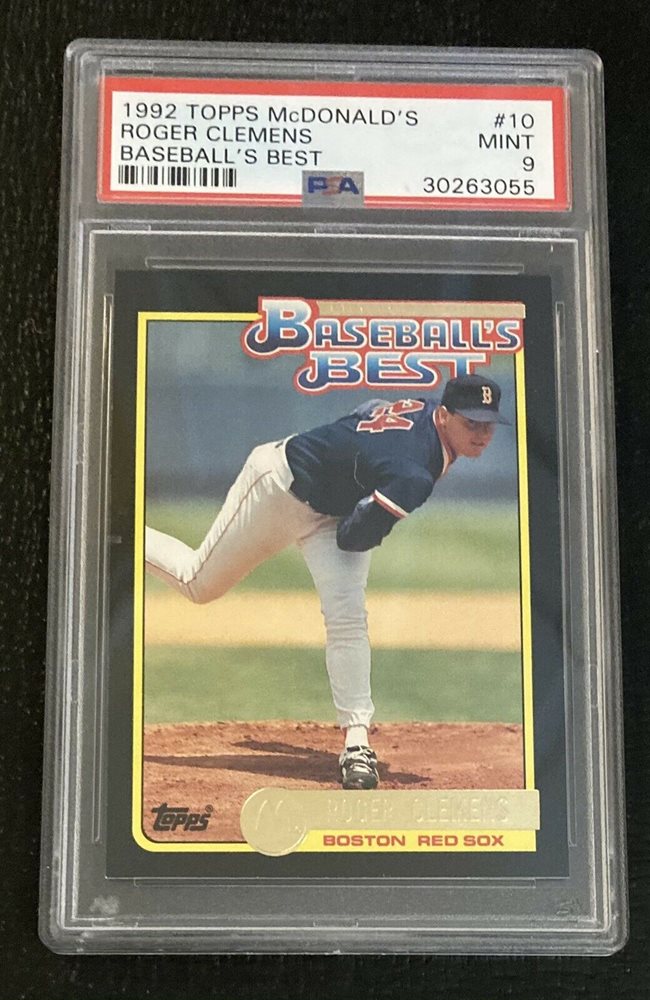 1992 TOPPS McDONALD'S #10
ROGER CLEMENS MINT
BASEBALL'S BEST 9
PSA 30263055
BASEBALL'S
BEST
B
24
TOPPS®
ROGER CLEMENS
BOSTON RED SOX